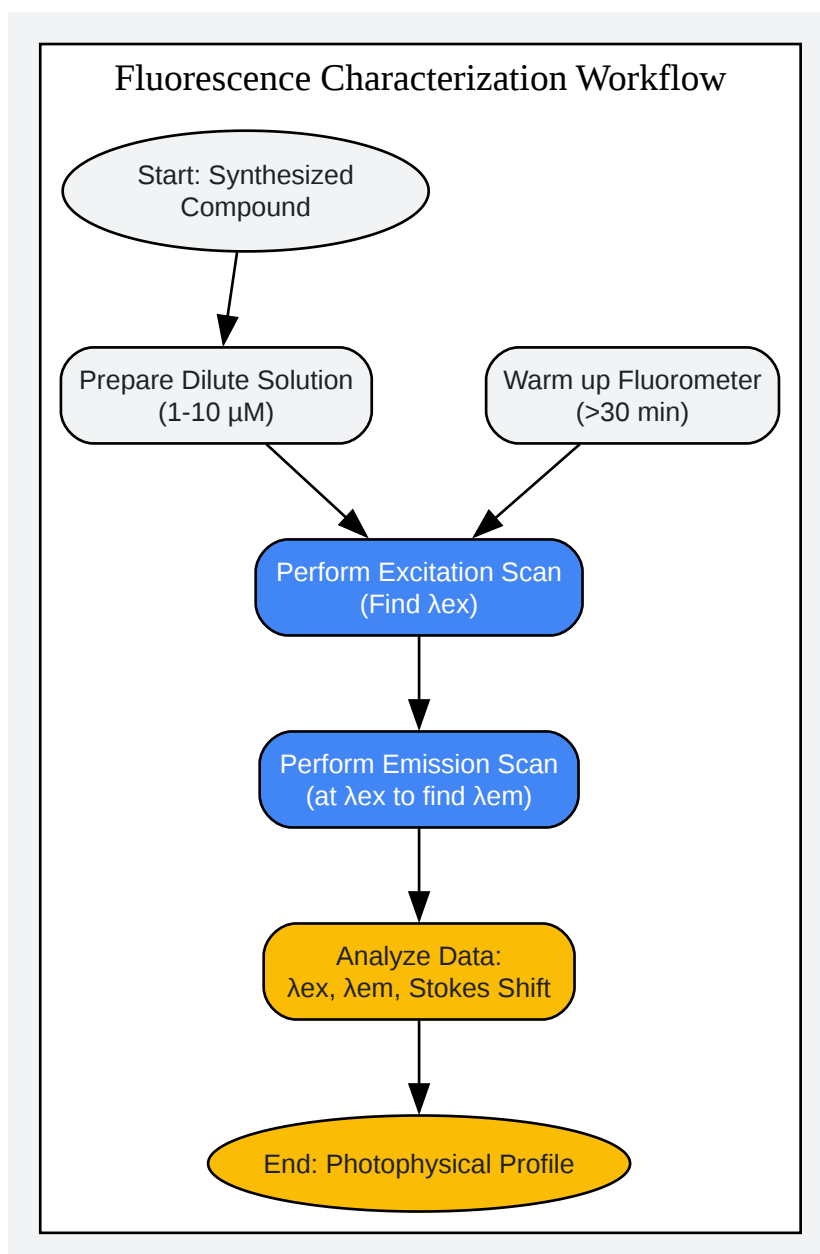 Fluorescence Characterization Workflow
Start: Synthesized
Compound
Prepare Dilute Solution
(1-10 µM)
Warm up Fluorometer
(>30 min)
Perform Excitation Scan
(Find λex)
Perform Emission Scan
(at λex to find λem)
Analyze Data:
λex, λem, Stokes Shift
End: Photophysical Profile